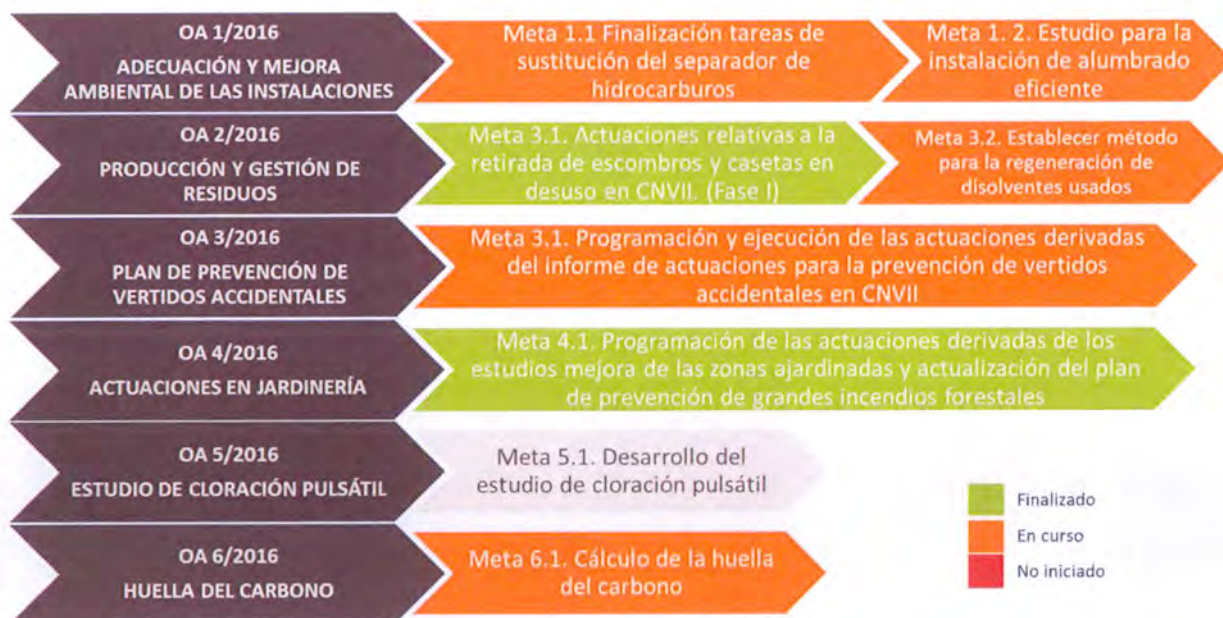 OA 1/2016
ADECUACIÓN Y MEJORA
AMBIENTAL DE LAS INSTALACIONES
Meta 1.1 Finalización tareas de
sustitución del separador de
hidrocarburos
Meta 1. 2. Estudio para la
instalación de alumbrado
eficiente
OA 2/2016
PRODUCCIÓN Y GESTIÓN DE
RESIDUOS
Meta 3.1. Actuaciones relativas a la
retirada de escombros y casetas en
desuso en CNVII. (Fase I)
Meta 3.2. Establecer método
para la regeneración de
disolventes usados
OA 3/2016
PLAN DE PREVENCIÓN DE
VERTIDOS ACCIDENTALES
Meta 3.1. Programación y ejecución de las actuaciones derivadas
del informe de actuaciones para la prevención de vertidos
accidentales en CNVII
OA 4/2016
ACTUACIONES EN JARDINERÍA
Meta 4.1. Programación de las actuaciones derivadas de los
estudios mejora de las zonas ajardinadas y actualización del plan
de prevención de grandes incendios forestales
OA 5/2016
ESTUDIO DE CLORACIÓN PULSÁTIL
Meta 5.1. Desarrollo del
estudio de cloración pulsátil
OA 6/2016
HUELLA DEL CARBONO
Meta 6.1. Cálculo de la huella
del carbono
Finalizado
En curso
No iniciado